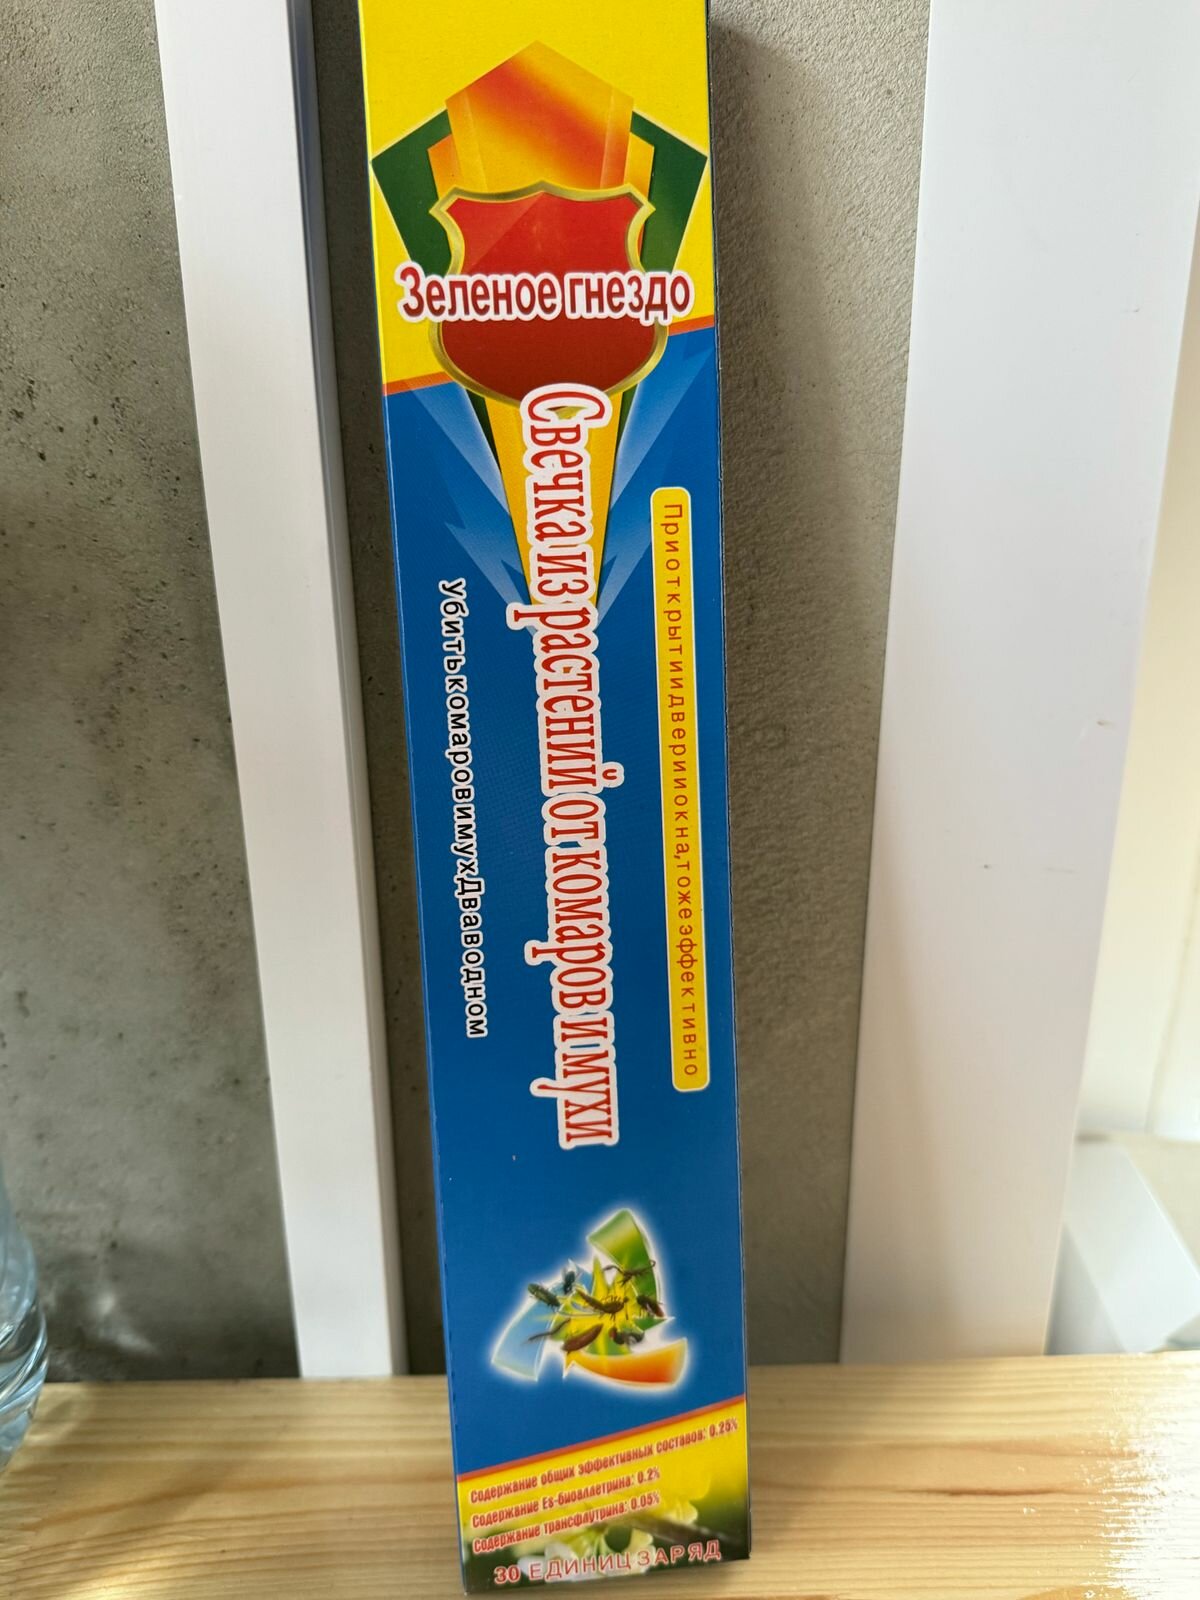 Зеленое гнездо
Свечка из растений от комаров и мухи
При открытии двери и окна, тоже эффективно
Убить комаров и мух Два в одном
Содержание общих эффективных составов: 0.25%
Содержание Es-биоаллетрина: 0.2%
Содержание трансфлутрина: 0.05%
30 ЕДИНИЦ ЗАРЯД